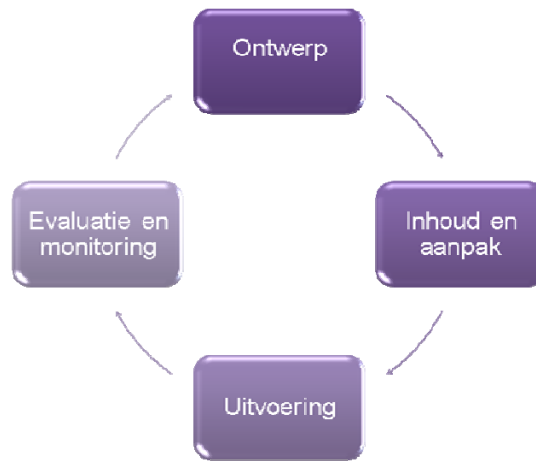 Ontwerp
Inhoud en
aanpak
Uitvoering
Evaluatie en
monitoring